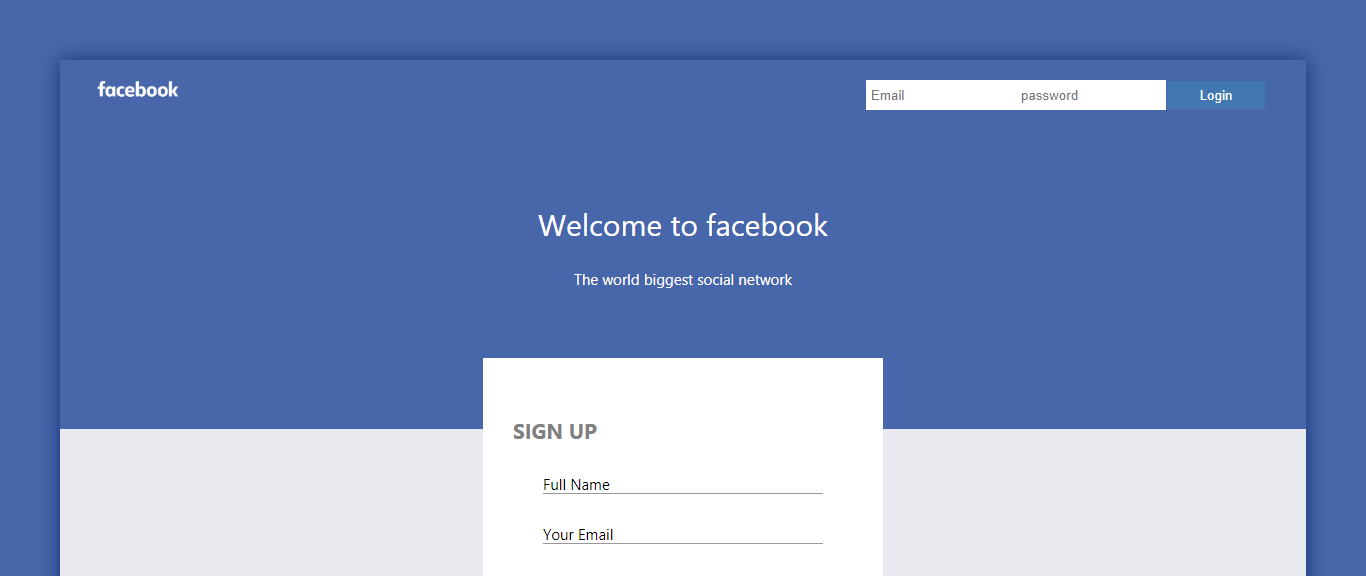 facebook
Email password Login
Welcome to facebook
The world biggest social network
SIGN UP
Full Name
Your Email